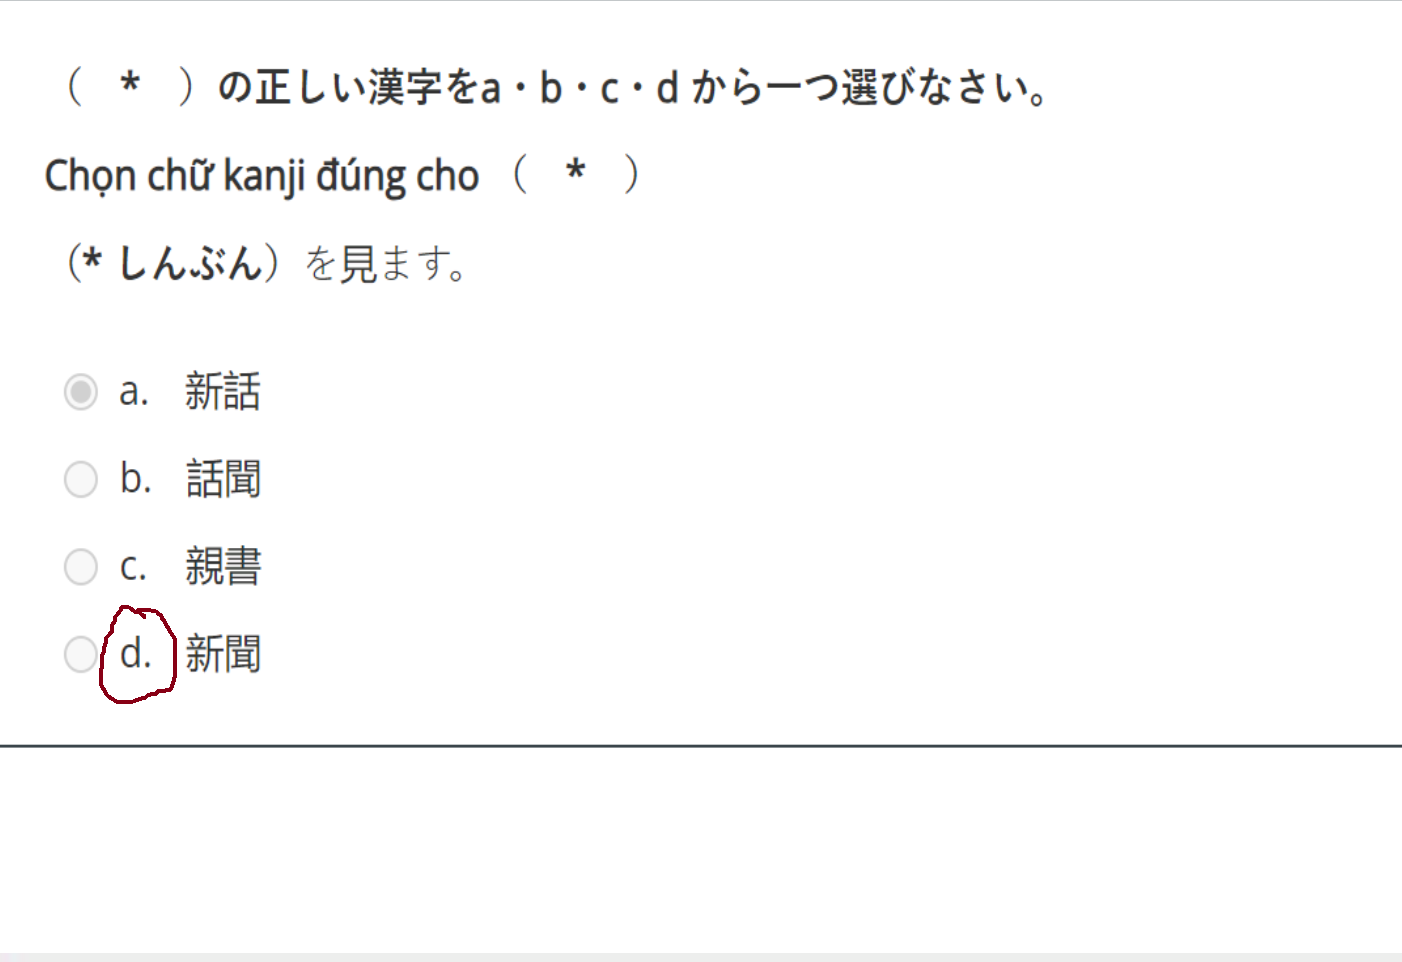 （ * ）の正しい漢字をa・b・c・d から一つ選びなさい。
Chọn chữ kanji đúng cho （ * ）
（* しんぶん）を見ます。
a. 新話
b. 話聞
c. 親書
d. 新聞